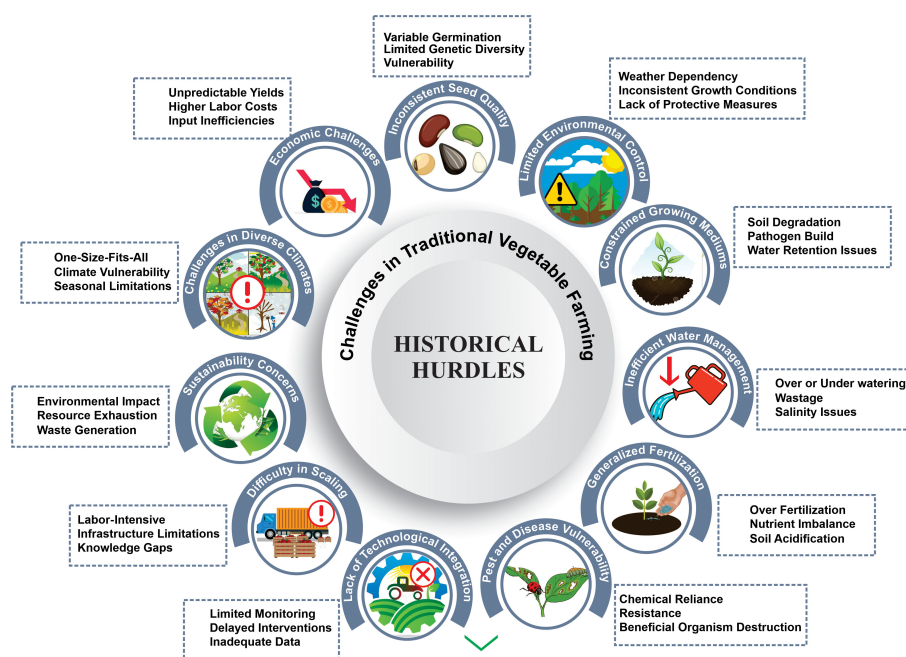 Variable Germination
Limited Genetic Diversity
Vulnerability
Inconsistent Seed Quality
Weather Dependency
Inconsistent Growth Conditions
Lack of Protective Measures
Limited Environmental Control
Soil Degradation
Pathogen Build
Water Retention Issues
Constrained Growing Mediums
Over or Under watering
Wastage
Salinity Issues
Inefficient Water Management
Over Fertilization
Nutrient Imbalance
Soil Acidification
Generalized Fertilization
Chemical Reliance
Resistance
Beneficial Organism Destruction
Pest and Disease Vulnerability
Limited Monitoring
Delayed Interventions
Inadequate Data
Lack of Technological Integration
Labor-Intensive
Infrastructure Limitations
Knowledge Gaps
Difficulty in Scaling
Environmental Impact
Resource Exhaustion
Waste Generation
Sustainability Concerns
One-Size-Fits-All
Climate Vulnerability
Seasonal Limitations
Challenges in Diverse Climates
Unpredictable Yields
Higher Labor Costs
Input Inefficiencies
Economic Challenges
$
Challenges in Traditional Vegetable Farming
HISTORICAL
HURDLES